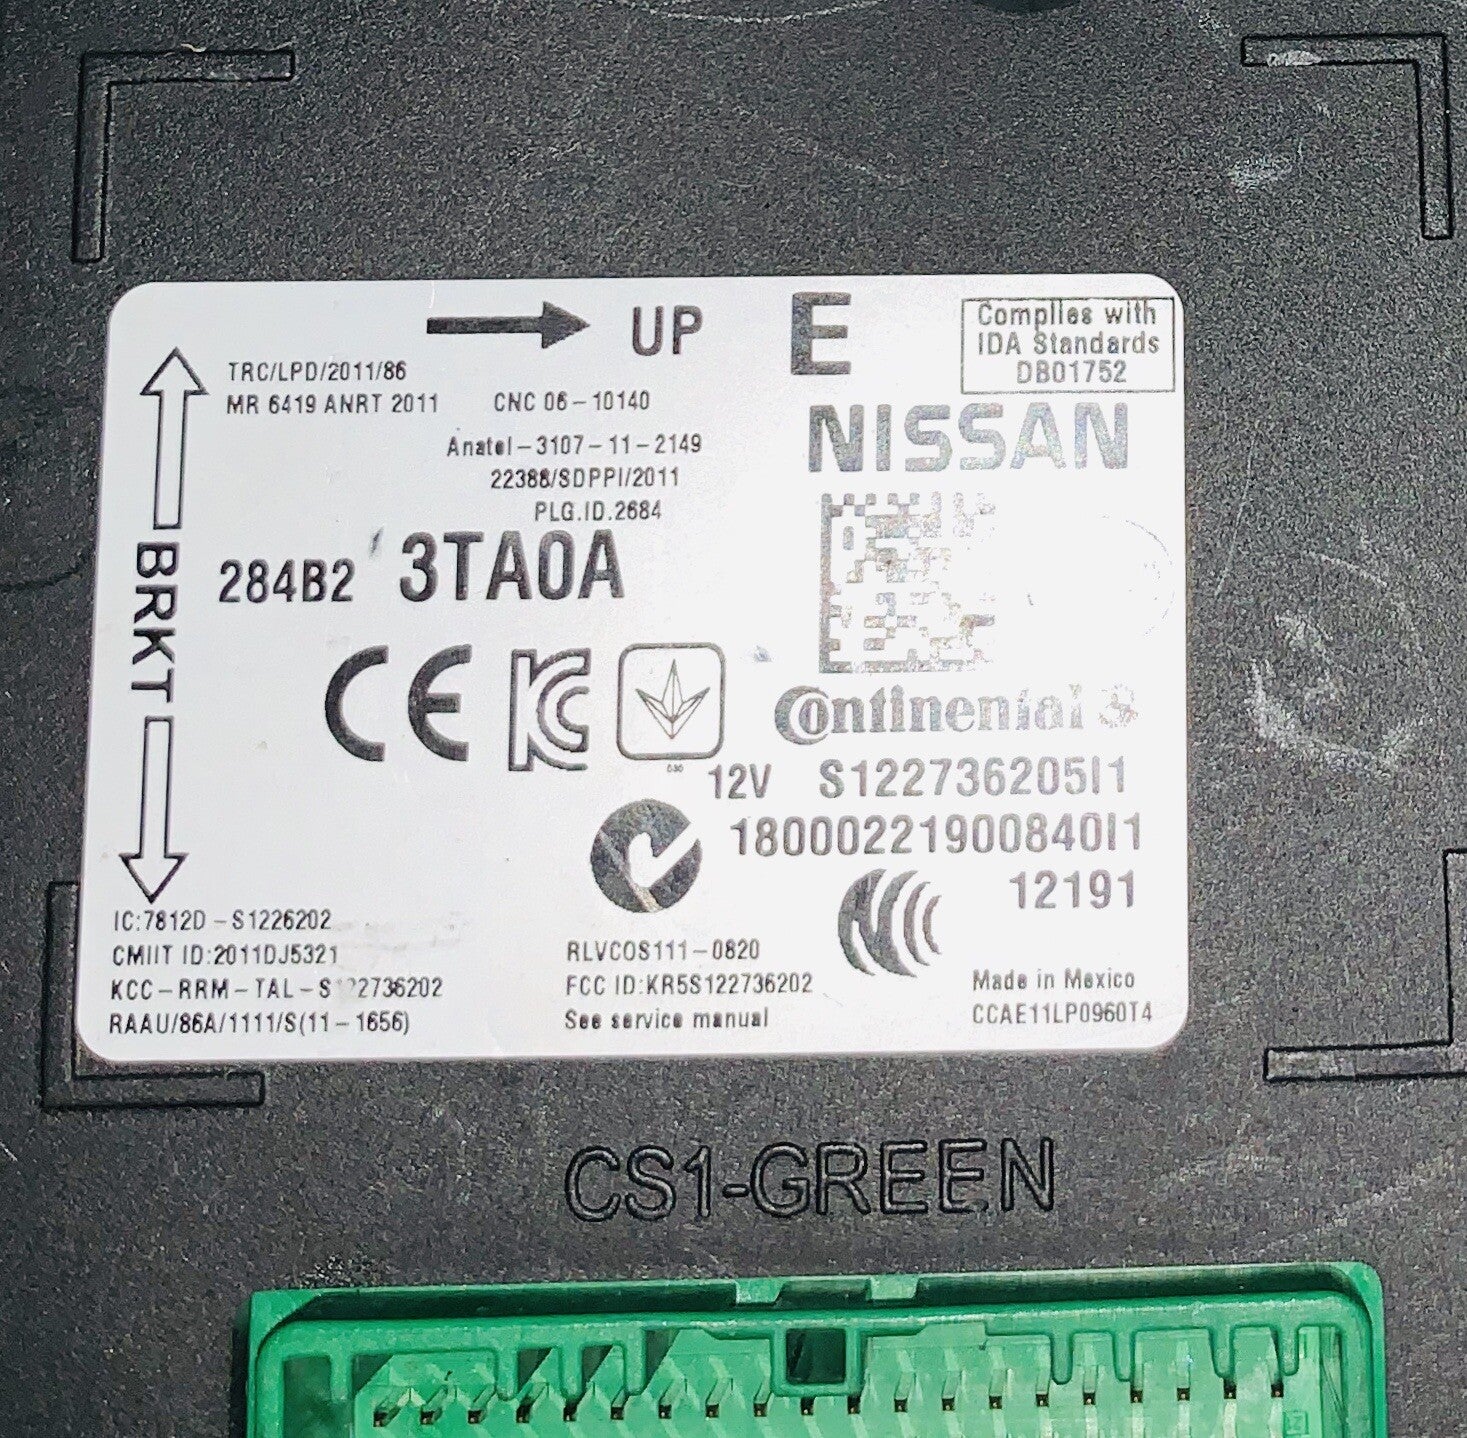 UP
E
Complies with
IDA Standards
DB01752
TRC/LPD/2011/86
MR 6419 ANRT 2011
CNC 06-10140
Anatel-3107-11-2149
22388/SDPPI/2011
PLG.ID.2684
NISSAN
BRKT
284B2 3TA0A
CE
KC
Continental
12V S122736205I1
18000221900840I1
12191
IC:7812D-S1226202
CMIIT ID:2011DJ5321
KCC-RRM-TAL-S122736202
RAAU/86A/1111/S(11-1656)
RLVCOS111-0820
FCC ID:KR5S122736202
See service manual
Made in Mexico
CCAE11LP0960T4
CS1-GREEN